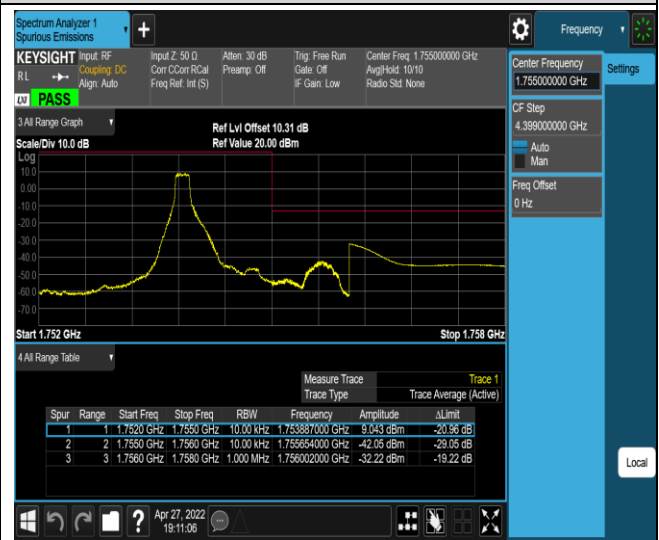 Spectrum Analyzer 1
Spurious Emissions
Frequency
KEYSIGHT Input: RF Input Z: 50 Ω Atten: 30 dB Trig: Free Run Center Freq: 1.755000000 GHz
RL Coupling: DC Corr CCorr RCal Preamp: Off Gate: Off Avg|Hold: 10/10
Align: Auto Freq Ref: Int (S) IF Gain: Low Radio Std: None
LXI PASS
Center Frequency
1.755000000 GHz
Settings
CF Step
4.399000000 GHz
Auto
Man
Freq Offset
0 Hz
3 All Range Graph
Ref Lvl Offset 10.31 dB
Scale/Div 10.0 dB Ref Value 20.00 dBm
Log
10.0
0.00
-10.0
-20.0
-30.0
-40.0
-50.0
-60.0
-70.0
Start 1.752 GHz Stop 1.758 GHz
4 All Range Table
Measure Trace Trace 1
Trace Type Trace Average (Active)
Spur Range Start Freq Stop Freq RBW Frequency Amplitude ΔLimit
1 1 1.7520 GHz 1.7550 GHz 10.00 kHz 1.753887000 GHz 9.043 dBm -20.96 dB
2 2 1.7550 GHz 1.7560 GHz 10.00 kHz 1.755654000 GHz -42.05 dBm -29.05 dB
3 3 1.7560 GHz 1.7580 GHz 1.000 MHz 1.756002000 GHz -32.22 dBm -19.22 dB
Local
Apr 27, 2022
19:11:06